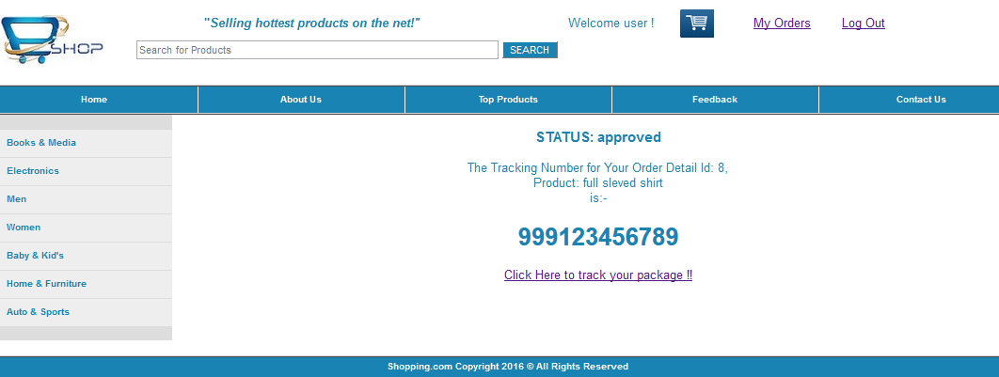 SHOP
"Selling hottest products on the net!"
Welcome user !
My Orders
Log Out
Search for Products
SEARCH
Home
About Us
Top Products
Feedback
Contact Us
Books & Media
Electronics
Men
Women
Baby & Kid's
Home & Furniture
Auto & Sports
STATUS: approved
The Tracking Number for Your Order Detail Id: 8,
Product: full sleved shirt
is:-
999123456789
Click Here to track your package !!
Shopping.com Copyright 2016 © All Rights Reserved